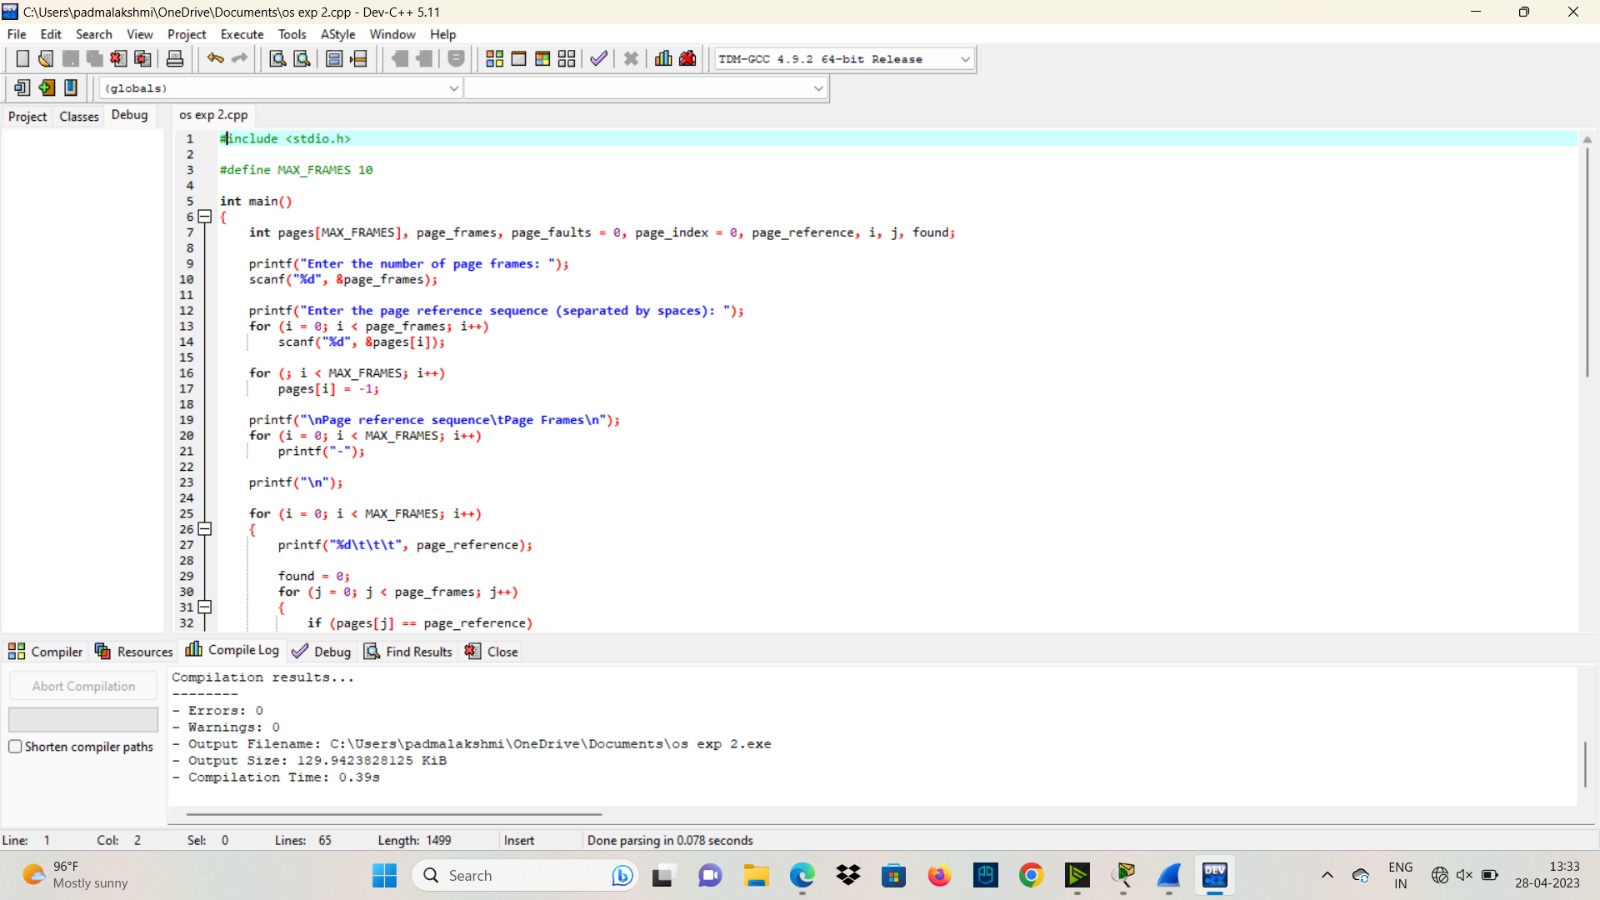 C:\Users\padmalakshmi\OneDrive\Documents\os exp 2.cpp - Dev-C++ 5.11
File Edit Search View Project Execute Tools AStyle Window Help
TDM-GCC 4.9.2 64-bit Release
(globals)
Project Classes Debug os exp 2.cpp
1 #include <stdio.h>
2
3 #define MAX_FRAMES 10
4
5 int main()
6 {
7 int pages[MAX_FRAMES], page_frames, page_faults = 0, page_index = 0, page_reference, i, j, found;
8
9 printf("Enter the number of page frames: ");
10 scanf("%d", &page_frames);
11
12 printf("Enter the page reference sequence (separated by spaces): ");
13 for (i = 0; i < page_frames; i++)
14 scanf("%d", &pages[i]);
15
16 for (; i < MAX_FRAMES; i++)
17 pages[i] = -1;
18
19 printf("\nPage reference sequence\tPage Frames\n");
20 for (i = 0; i < MAX_FRAMES; i++)
21 printf("-");
22
23 printf("\n");
24
25 for (i = 0; i < MAX_FRAMES; i++)
26 {
27 printf("%d\t\t\t", page_reference);
28
29 found = 0;
30 for (j = 0; j < page_frames; j++)
31 {
32 if (pages[j] == page_reference)
Compiler Resources Compile Log Debug Find Results Close
Abort Compilation
Shorten compiler paths
Compilation results...
--------
- Errors: 0
- Warnings: 0
- Output Filename: C:\Users\padmalakshmi\OneDrive\Documents\os exp 2.exe
- Output Size: 129.9423828125 KiB
- Compilation Time: 0.39s
Line: 1 Col: 2 Sel: 0 Lines: 65 Length: 1499 Insert Done parsing in 0.078 seconds
96°F
Mostly sunny
Search
DEV
ENG
IN
13:33
28-04-2023